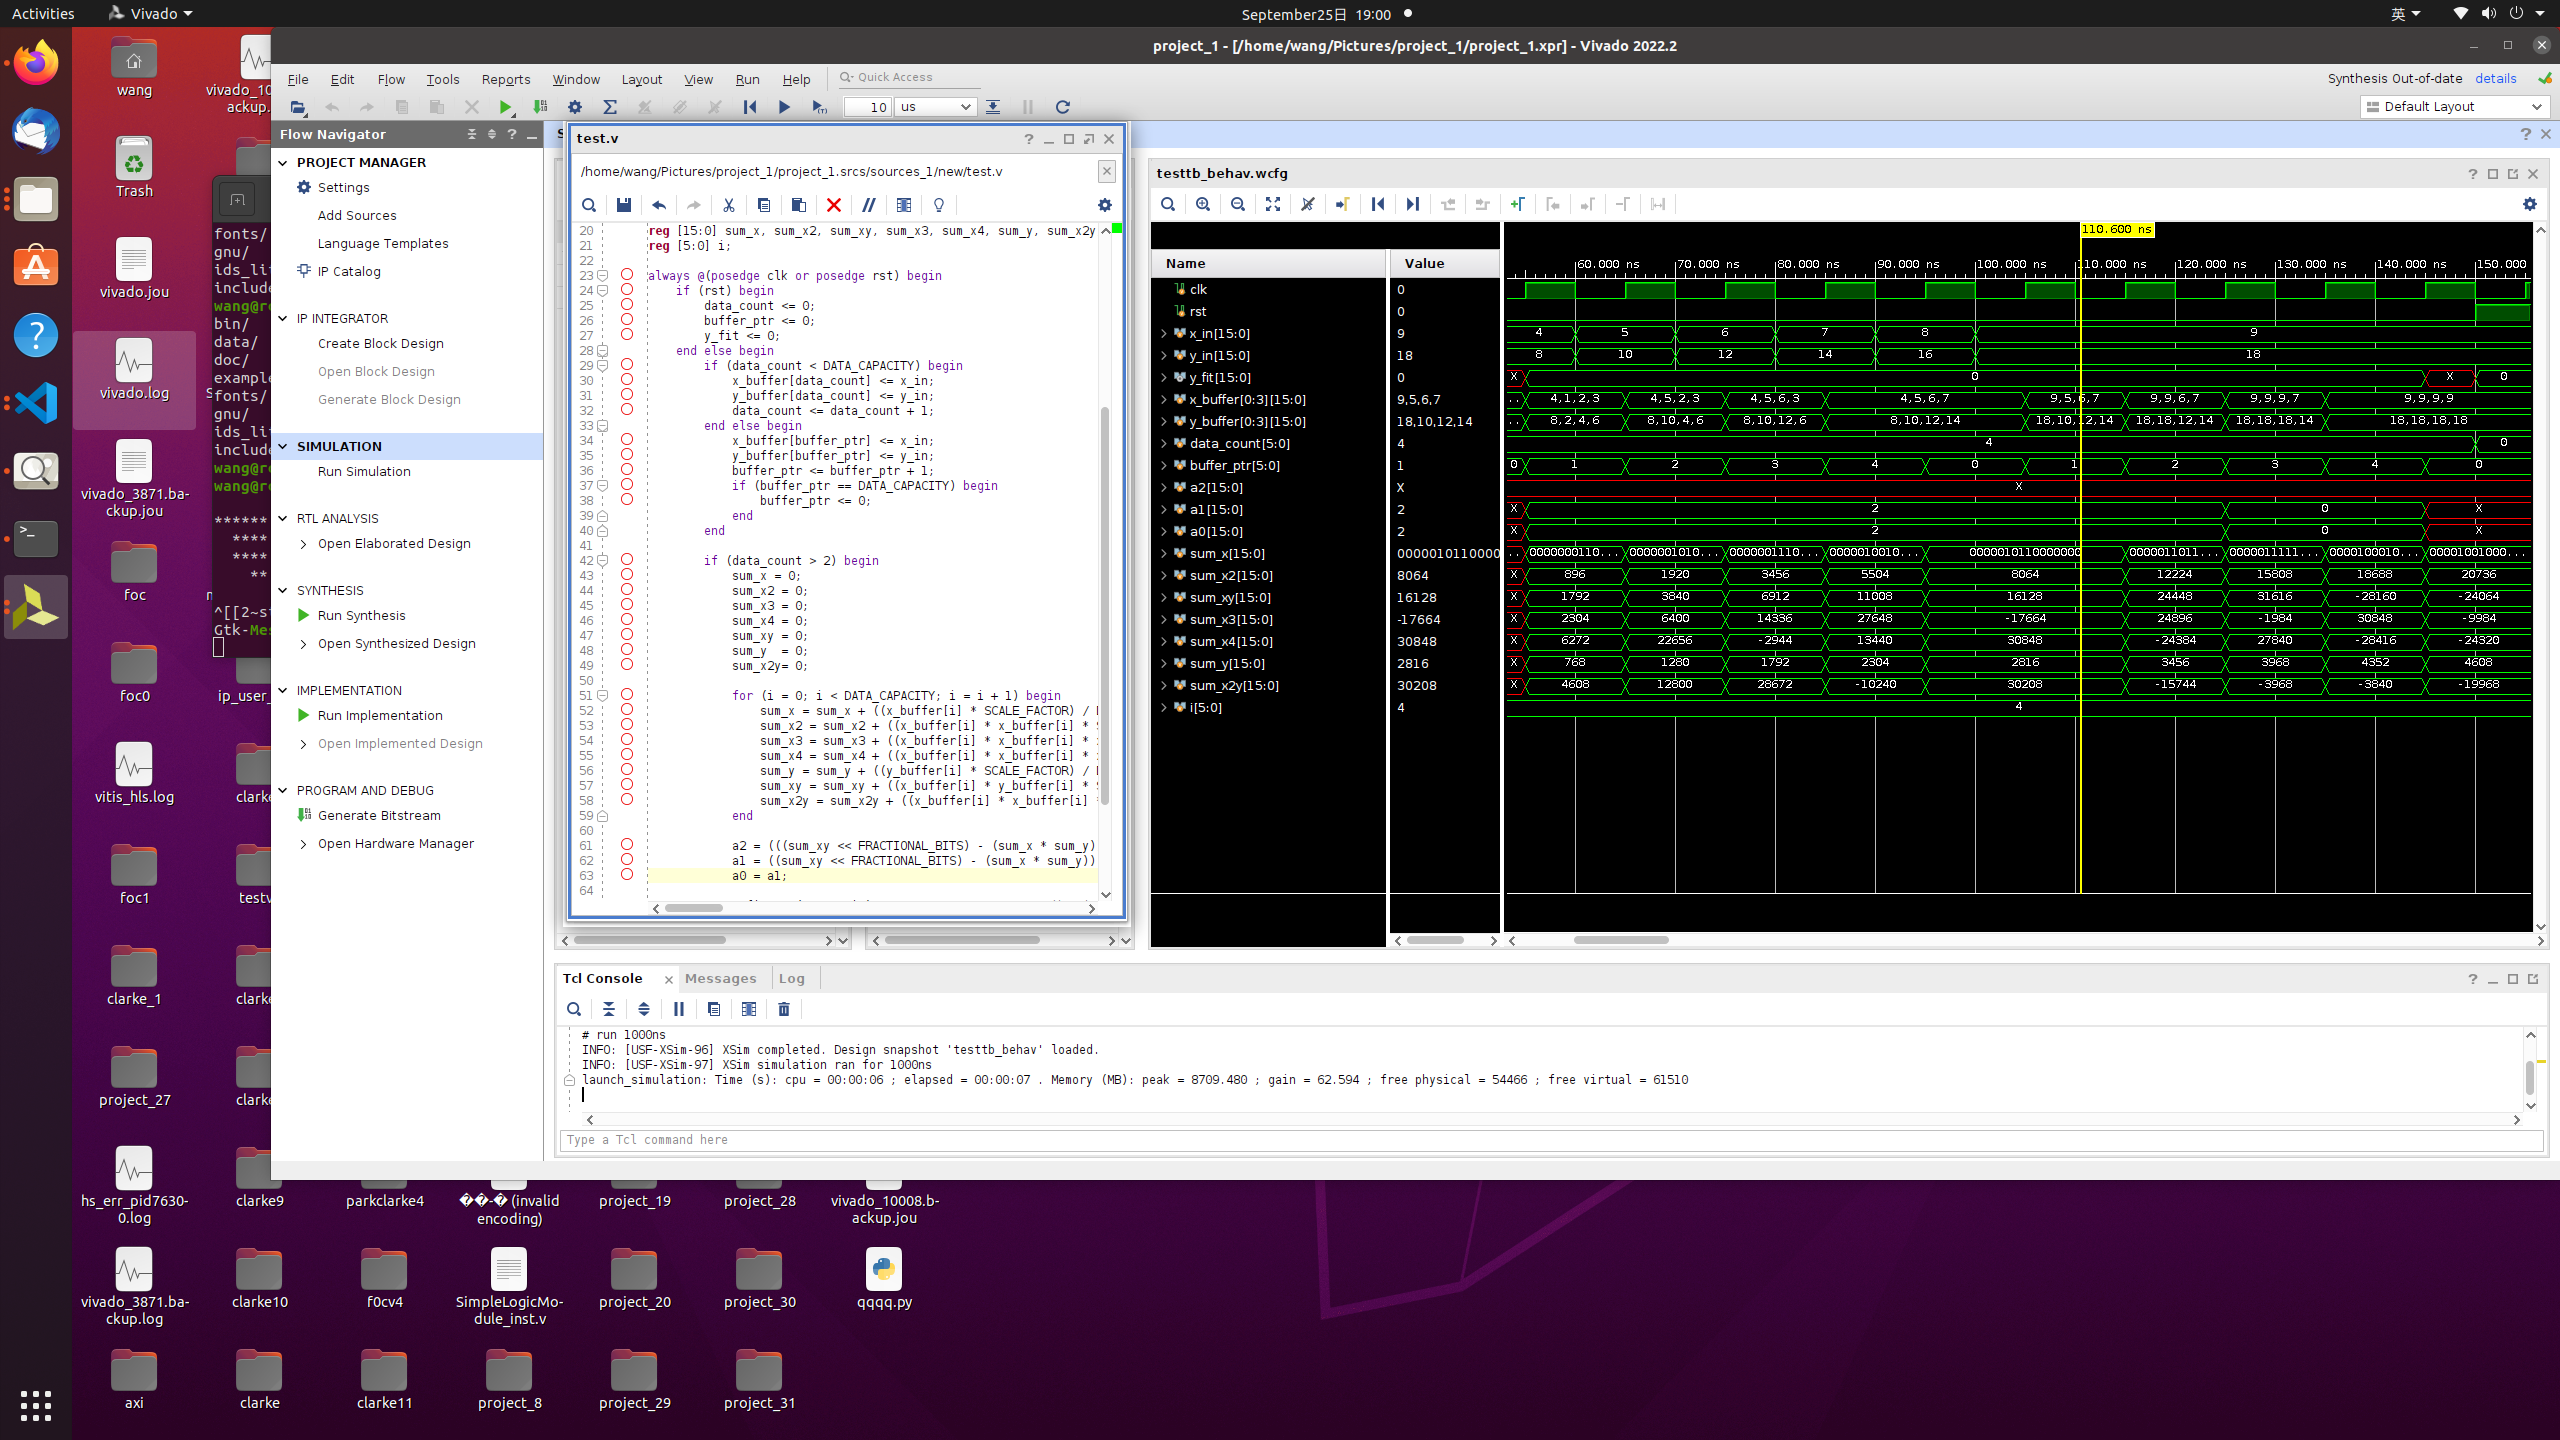 Activities
Vivado
September25日 19:00
英
project_1 - [/home/wang/Pictures/project_1/project_1.xpr] - Vivado 2022.2
File Edit Flow Tools Reports Window Layout View Run Help
Quick Access
Synthesis Out-of-date details
10 us
Default Layout
Flow Navigator
PROJECT MANAGER
Settings
Add Sources
Language Templates
IP Catalog
IP INTEGRATOR
Create Block Design
Open Block Design
Generate Block Design
SIMULATION
Run Simulation
RTL ANALYSIS
Open Elaborated Design
SYNTHESIS
Run Synthesis
Open Synthesized Design
IMPLEMENTATION
Run Implementation
Open Implemented Design
PROGRAM AND DEBUG
Generate Bitstream
Open Hardware Manager
test.v
/home/wang/Pictures/project_1/project_1.srcs/sources_1/new/test.v
20 reg [15:0] sum_x, sum_x2, sum_xy, sum_x3, sum_x4, sum_y, sum_x2y
21 reg [5:0] i;
22
23 always @(posedge clk or posedge rst) begin
24 if (rst) begin
25 data_count <= 0;
26 buffer_ptr <= 0;
27 y_fit <= 0;
28 end else begin
29 if (data_count < DATA_CAPACITY) begin
30 x_buffer[data_count] <= x_in;
31 y_buffer[data_count] <= y_in;
32 data_count <= data_count + 1;
33 end else begin
34 x_buffer[buffer_ptr] <= x_in;
35 y_buffer[buffer_ptr] <= y_in;
36 buffer_ptr <= buffer_ptr + 1;
37 if (buffer_ptr == DATA_CAPACITY) begin
38 buffer_ptr <= 0;
39 end
40 end
41
42 if (data_count > 2) begin
43 sum_x = 0;
44 sum_x2 = 0;
45 sum_x3 = 0;
46 sum_x4 = 0;
47 sum_xy = 0;
48 sum_y = 0;
49 sum_x2y= 0;
50
51 for (i = 0; i < DATA_CAPACITY; i = i + 1) begin
52 sum_x = sum_x + ((x_buffer[i] * SCALE_FACTOR) /
53 sum_x2 = sum_x2 + ((x_buffer[i] * x_buffer[i] *
54 sum_x3 = sum_x3 + ((x_buffer[i] * x_buffer[i] *
55 sum_x4 = sum_x4 + ((x_buffer[i] * x_buffer[i] *
56 sum_y = sum_y + ((y_buffer[i] * SCALE_FACTOR) /
57 sum_xy = sum_xy + ((x_buffer[i] * y_buffer[i] *
58 sum_x2y = sum_x2y + ((x_buffer[i] * x_buffer[i]
59 end
60
61 a2 = (((sum_xy << FRACTIONAL_BITS) - (sum_x * sum_y)
62 a1 = ((sum_xy << FRACTIONAL_BITS) - (sum_x * sum_y))
63 a0 = a1;
64
testtb_behav.wcfg
110.600 ns
Name Value
60.000 ns 70.000 ns 80.000 ns 90.000 ns 100.000 ns 110.000 ns 120.000 ns 130.000 ns 140.000 ns 150.000
clk 0
rst 0
x_in[15:0] 9 4 5 6 7 8 9
y_in[15:0] 18 8 10 12 14 16 18
y_fit[15:0] 0 X 0 X 0
x_buffer[0:3][15:0] 9,5,6,7 .. 4,1,2,3 4,5,2,3 4,5,6,3 4,5,6,7 9,5,6,7 9,9,6,7 9,9,9,7 9,9,9,9
y_buffer[0:3][15:0] 18,10,12,14 .. 8,2,4,6 8,10,4,6 8,10,12,6 8,10,12,14 18,10,12,14 18,18,12,14 18,18,18,14 18,18,18,18
data_count[5:0] 4 4 0
buffer_ptr[5:0] 1 0 1 2 3 4 0 1 2 3 4 0
a2[15:0] X X
a1[15:0] 2 X 2 0 X
a0[15:0] 2 X 2 0 X
sum_x[15:0] 0000010110000 .. 0000000110... 0000001010... 0000001110... 0000010010... 0000010110000000 0000011011... 0000011111... 0000100010... 00001001000...
sum_x2[15:0] 8064 X 896 1920 3456 5504 8064 12224 15808 18688 20736
sum_xy[15:0] 16128 X 1792 3840 6912 11008 16128 24448 31616 -28160 -24064
sum_x3[15:0] -17664 X 2304 6400 14336 27648 -17664 24896 -1984 30848 -9984
sum_x4[15:0] 30848 X 6272 22656 -2944 13440 30848 -24384 27840 -28416 -24320
sum_y[15:0] 2816 X 768 1280 1792 2304 2816 3456 3968 4352 4608
sum_x2y[15:0] 30208 X 4608 12800 28672 -10240 30208 -15744 -3968 -3840 -19968
i[5:0] 4 4
Tcl Console Messages Log
# run 1000ns
INFO: [USF-XSim-96] XSim completed. Design snapshot 'testtb_behav' loaded.
INFO: [USF-XSim-97] XSim simulation ran for 1000ns
launch_simulation: Time (s): cpu = 00:00:06 ; elapsed = 00:00:07 . Memory (MB): peak = 8709.480 ; gain = 62.594 ; free physical = 54466 ; free virtual = 61510
Type a Tcl command here
wang
vivado_10
ackup.
Trash
vivado.jou
vivado.log
vivado_3871.ba-
ckup.jou
foc
foc0
ip_user_
vitis_hls.log
clarke
foc1
testv
clarke_1
clarke
project_27
clarke
fonts/
gnu/
ids_lit
include
wang@re
bin/
data/
doc/
example
fonts/
gnu/
ids_lit
include
wang@re
wang@re
******
****
****
**
^[[2~st
Gtk-Mes
hs_err_pid7630-
0.log
clarke9
parkclarke4
��-� (invalid
encoding)
project_19
project_28
vivado_10008.b-
ackup.jou
vivado_3871.ba-
ckup.log
clarke10
f0cv4
SimpleLogicMo-
dule_inst.v
project_20
project_30
qqqq.py
axi
clarke
clarke11
project_8
project_29
project_31